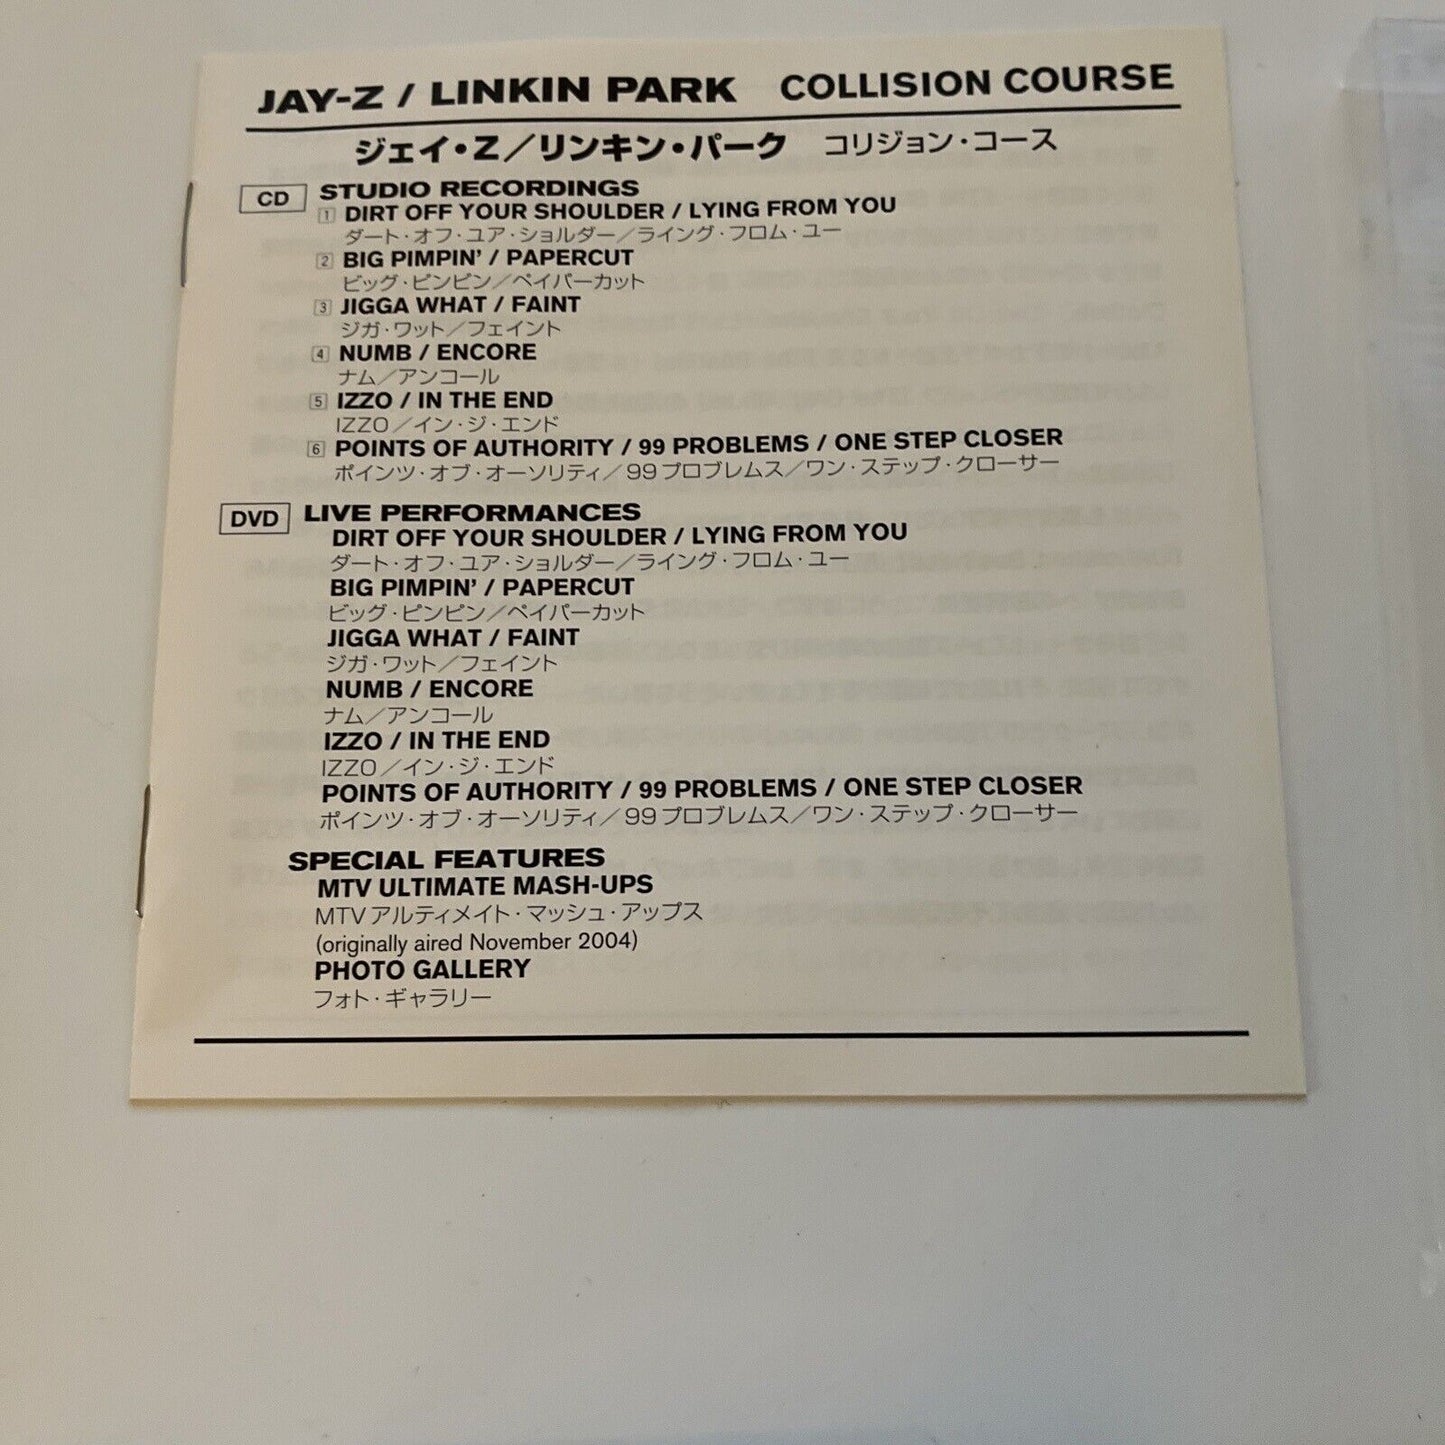 JAY-Z / LINKIN PARK COLLISION COURSE
ジェイ・Z／リンキン・パーク コリジョン・コース
CD STUDIO RECORDINGS
1 DIRT OFF YOUR SHOULDER / LYING FROM YOU
ダート・オフ・ユア・ショルダー／ライング・フロム・ユー
2 BIG PIMPIN' / PAPERCUT
ビッグ・ピンピン／ペイパーカット
3 JIGGA WHAT / FAINT
ジガ・ワット／フェイント
4 NUMB / ENCORE
ナム／アンコール
5 IZZO / IN THE END
IZZO／イン・ジ・エンド
6 POINTS OF AUTHORITY / 99 PROBLEMS / ONE STEP CLOSER
ポインツ・オブ・オーソリティ／99プロブレムス／ワン・ステップ・クローサー
DVD LIVE PERFORMANCES
DIRT OFF YOUR SHOULDER / LYING FROM YOU
ダート・オフ・ユア・ショルダー／ライング・フロム・ユー
BIG PIMPIN' / PAPERCUT
ビッグ・ピンピン／ペイパーカット
JIGGA WHAT / FAINT
ジガ・ワット／フェイント
NUMB / ENCORE
ナム／アンコール
IZZO / IN THE END
IZZO／イン・ジ・エンド
POINTS OF AUTHORITY / 99 PROBLEMS / ONE STEP CLOSER
ポインツ・オブ・オーソリティ／99プロブレムス／ワン・ステップ・クローサー
SPECIAL FEATURES
MTV ULTIMATE MASH-UPS
MTVアルティメイト・マッシュ・アップス
(originally aired November 2004)
PHOTO GALLERY
フォト・ギャラリー